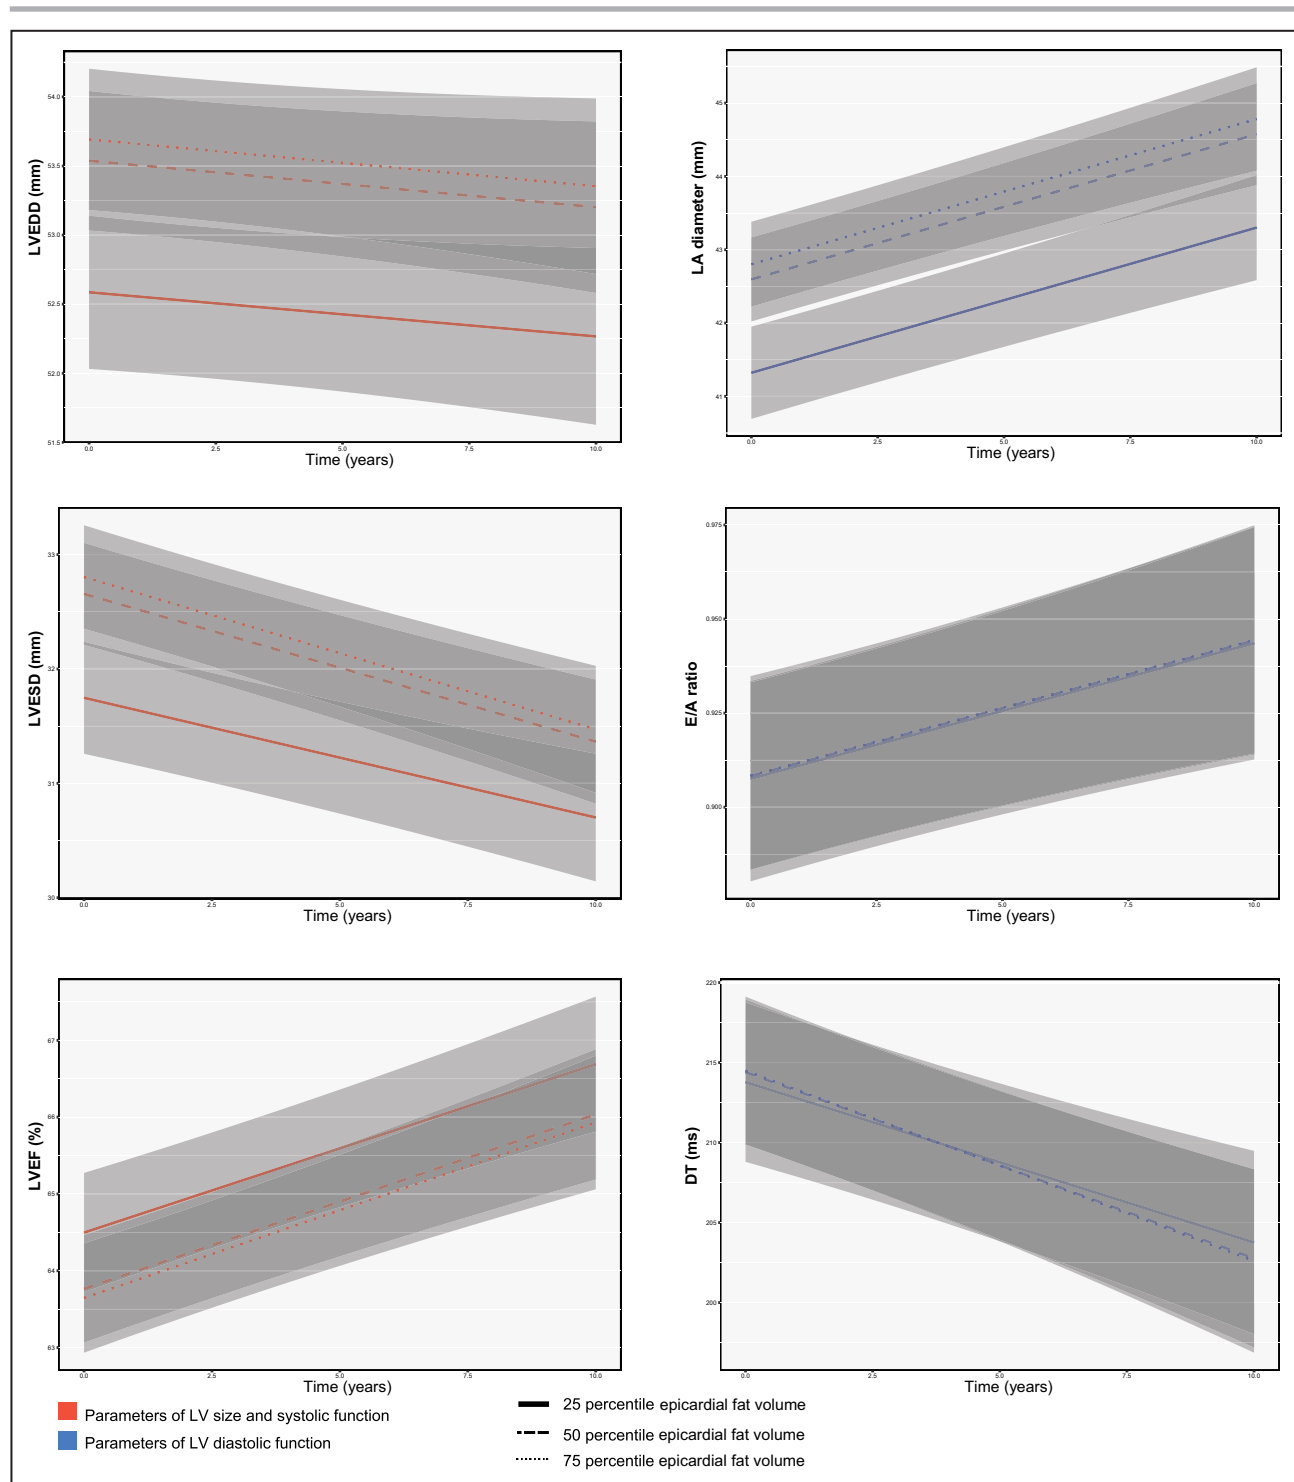 LVEDD (mm)
54.0
53.5
53.0
52.5
52.0
51.5
0.0 2.5 5.0 7.5 10.0
Time (years)
LA diameter (mm)
45
44
43
42
41
0.0 2.5 5.0 7.5 10.0
Time (years)
LVESD (mm)
33
32
31
30
0.0 2.5 5.0 7.5 10.0
Time (years)
E/A ratio
0.975
0.950
0.925
0.900
0.0 2.5 5.0 7.5 10.0
Time (years)
LVEF (%)
67
66
65
64
63
0.0 2.5 5.0 7.5 10.0
Time (years)
DT (ms)
220
215
210
205
200
0.0 2.5 5.0 7.5 10.0
Time (years)
Parameters of LV size and systolic function
Parameters of LV diastolic function
25 percentile epicardial fat volume
50 percentile epicardial fat volume
75 percentile epicardial fat volume